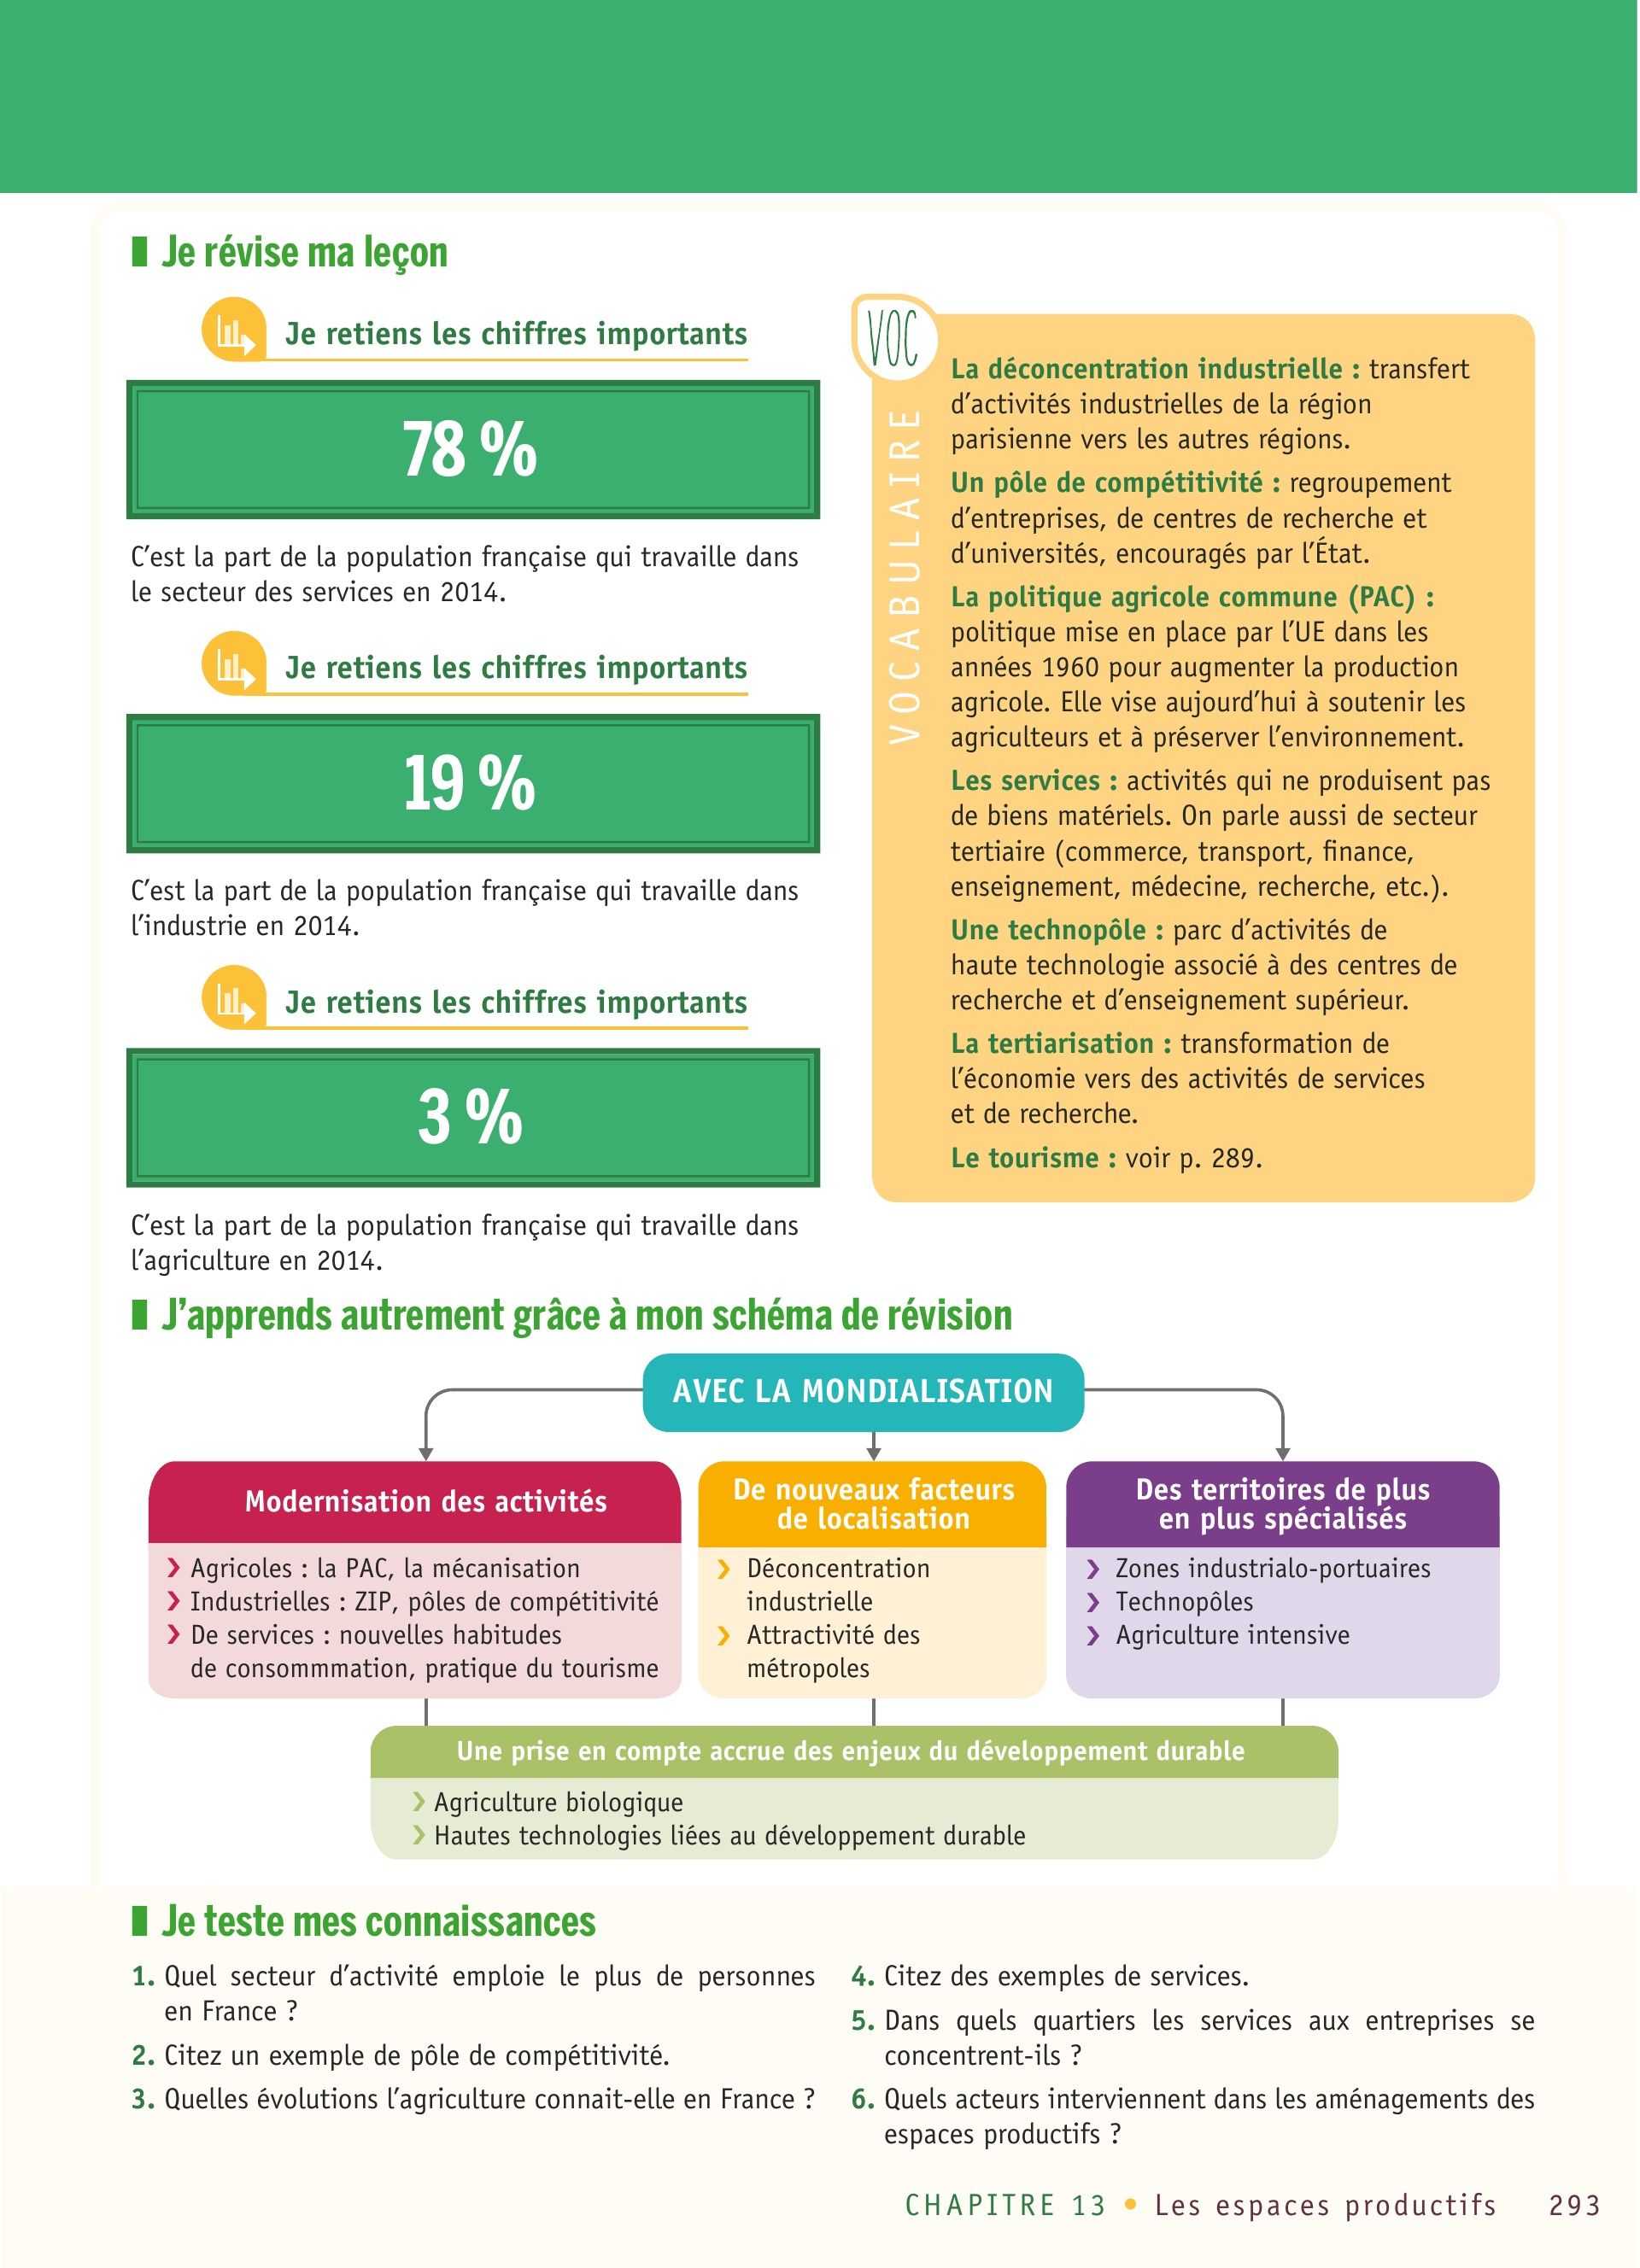 Je révise ma leçon
Je retiens les chiffres importants
78 %
C'est la part de la population française qui travaille dans
le secteur des services en 2014.
Je retiens les chiffres importants
19 %
C'est la part de la population française qui travaille dans
l'industrie en 2014.
Je retiens les chiffres importants
3 %
C'est la part de la population française qui travaille dans
l'agriculture en 2014.
VOC
VOCABULAIRE
La déconcentration industrielle : transfert
d'activités industrielles de la région
parisienne vers les autres régions.
Un pôle de compétitivité : regroupement
d'entreprises, de centres de recherche et
d'universités, encouragés par l'État.
La politique agricole commune (PAC) :
politique mise en place par l'UE dans les
années 1960 pour augmenter la production
agricole. Elle vise aujourd'hui à soutenir les
agriculteurs et à préserver l'environnement.
Les services : activités qui ne produisent pas
de biens matériels. On parle aussi de secteur
tertiaire (commerce, transport, finance,
enseignement, médecine, recherche, etc.).
Une technopôle : parc d'activités de
haute technologie associé à des centres de
recherche et d'enseignement supérieur.
La tertiarisation : transformation de
l'économie vers des activités de services
et de recherche.
Le tourisme : voir p. 289.
J'apprends autrement grâce à mon schéma de révision
AVEC LA MONDIALISATION
Modernisation des activités
❯ Agricoles : la PAC, la mécanisation
❯ Industrielles : ZIP, pôles de compétitivité
❯ De services : nouvelles habitudes
de consommmation, pratique du tourisme
De nouveaux facteurs
de localisation
❯ Déconcentration
industrielle
❯ Attractivité des
métropoles
Des territoires de plus
en plus spécialisés
❯ Zones industrialo-portuaires
❯ Technopôles
❯ Agriculture intensive
Une prise en compte accrue des enjeux du développement durable
❯ Agriculture biologique
❯ Hautes technologies liées au développement durable
Je teste mes connaissances
1. Quel secteur d'activité emploie le plus de personnes
en France ?
2. Citez un exemple de pôle de compétitivité.
3. Quelles évolutions l'agriculture connait-elle en France ?
4. Citez des exemples de services.
5. Dans quels quartiers les services aux entreprises se
concentrent-ils ?
6. Quels acteurs interviennent dans les aménagements des
espaces productifs ?
CHAPITRE 13 • Les espaces productifs 293